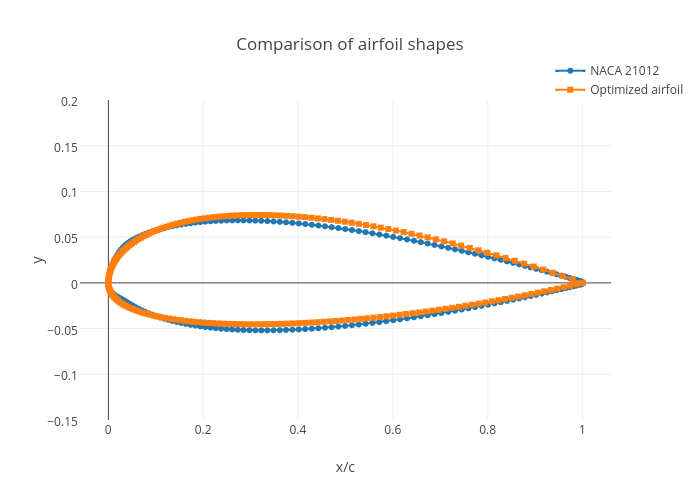 Comparison of airfoil shapes
NACA 21012
Optimized airfoil
0.2
0.15
0.1
0.05
0
−0.05
−0.1
−0.15
y
0 0.2 0.4 0.6 0.8 1
x/c